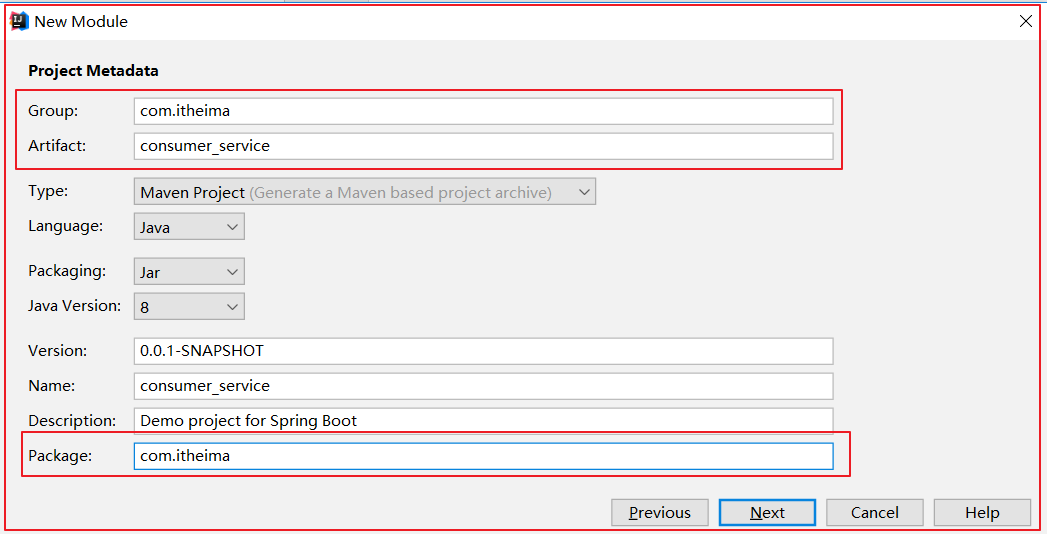 New Module
Project Metadata
Group: com.itheima
Artifact: consumer_service
Type: Maven Project (Generate a Maven based project archive)
Language: Java
Packaging: Jar
Java Version: 8
Version: 0.0.1-SNAPSHOT
Name: consumer_service
Description: Demo project for Spring Boot
Package: com.itheima
Previous Next Cancel Help